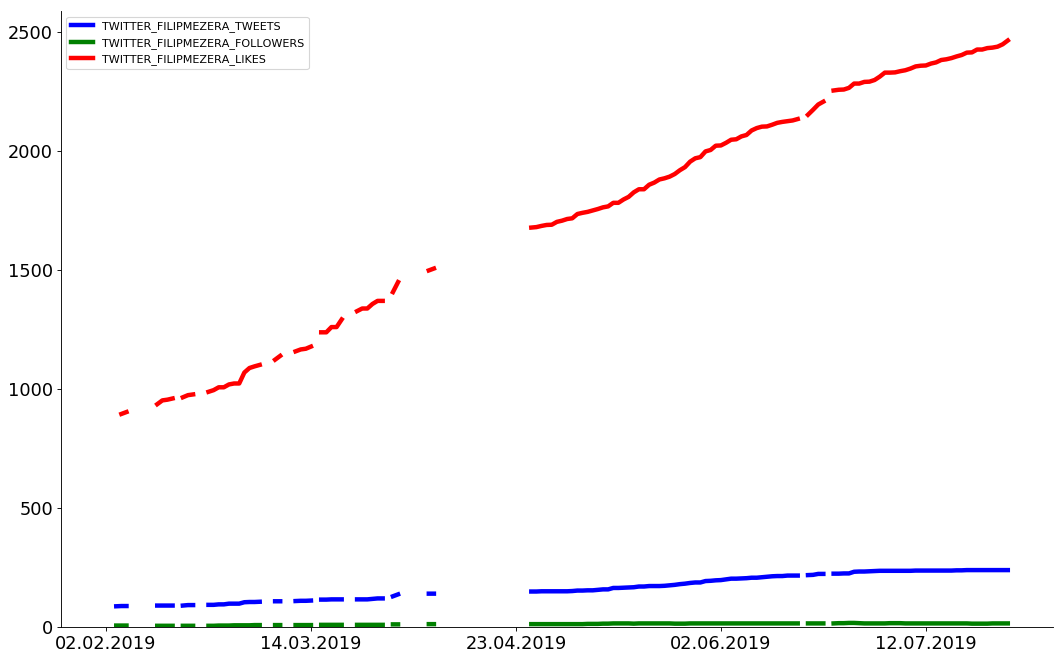 TWITTER_FILIPMEZERA_TWEETS
TWITTER_FILIPMEZERA_FOLLOWERS
TWITTER_FILIPMEZERA_LIKES
2500
2000
1500
1000
500
0
02.02.2019 14.03.2019 23.04.2019 02.06.2019 12.07.2019